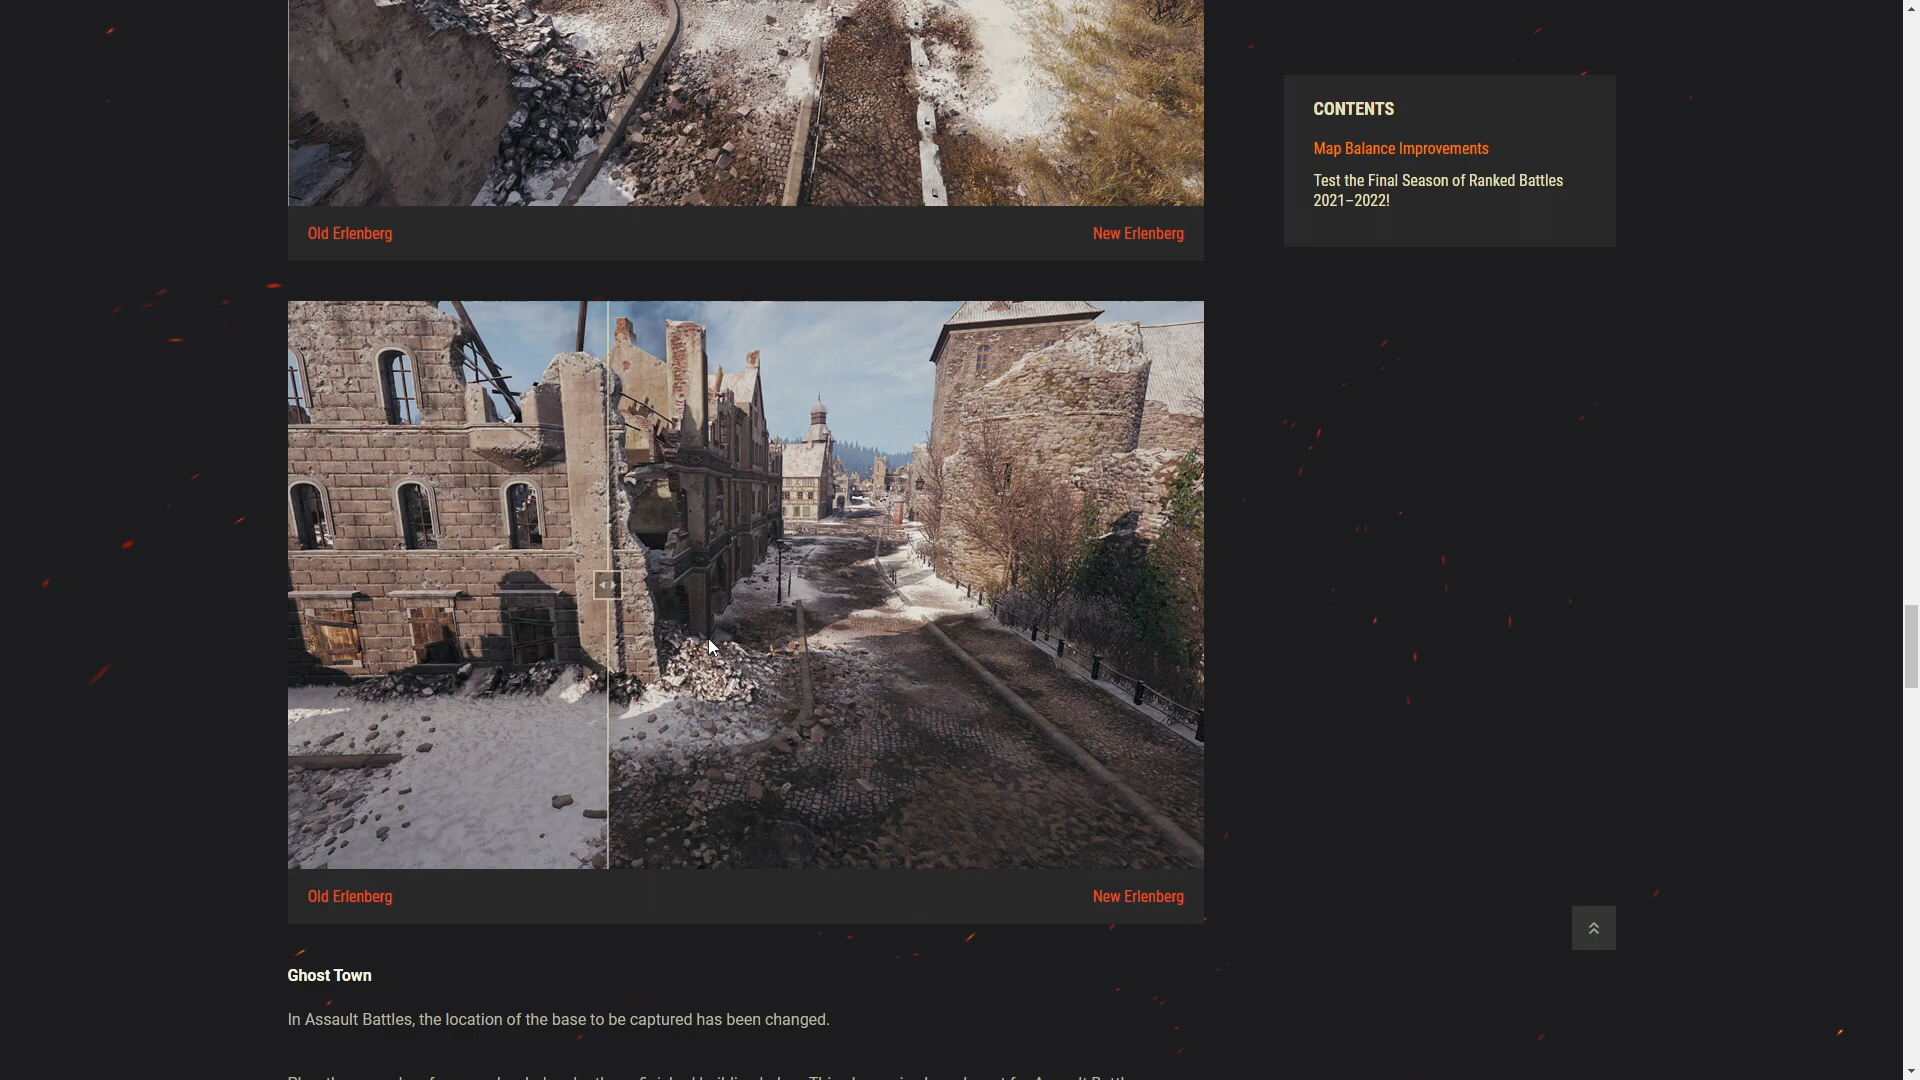 CONTENTS
Map Balance Improvements
Test the Final Season of Ranked Battles
2021–2022!
Old Erlenberg
New Erlenberg
Old Erlenberg
New Erlenberg
Ghost Town
In Assault Battles, the location of the base to be captured has been changed.